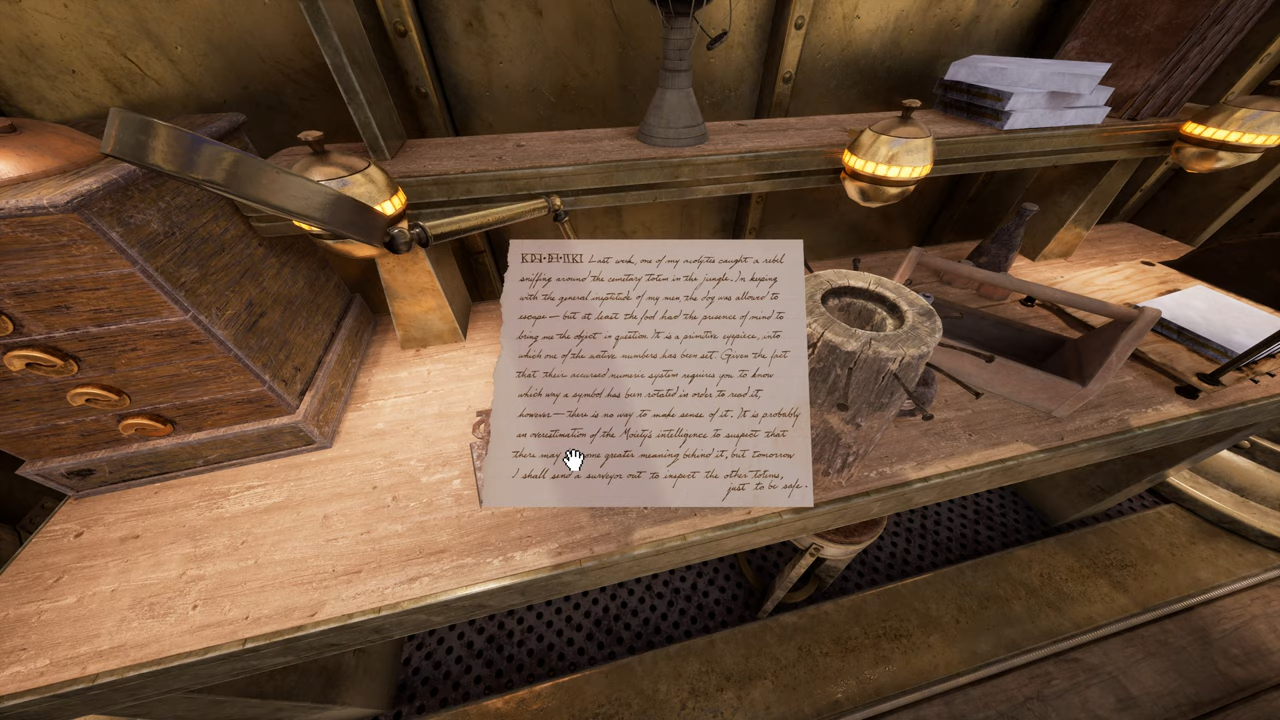 Last week, one of my acolytes caught a rebel
sniffing around the cemetary totem in the jungle. In keeping
with the general ineptitude of my men, the dog was allowed to
escape — but at least the fool had the presence of mind to
bring me the object in question. It is a primitive eyepiece, into
which one of the native numbers has been set. Given the fact
that their accursed numeric system requires you to know
which way a symbol has been rotated in order to read it,
however — there is no way to make sense of it. It is probably
an overestimation of the Moiety's intelligence to suspect that
there may some greater meaning behind it, but tomorrow
I shall send a surveyor out to inspect the other totems,
just to be safe.